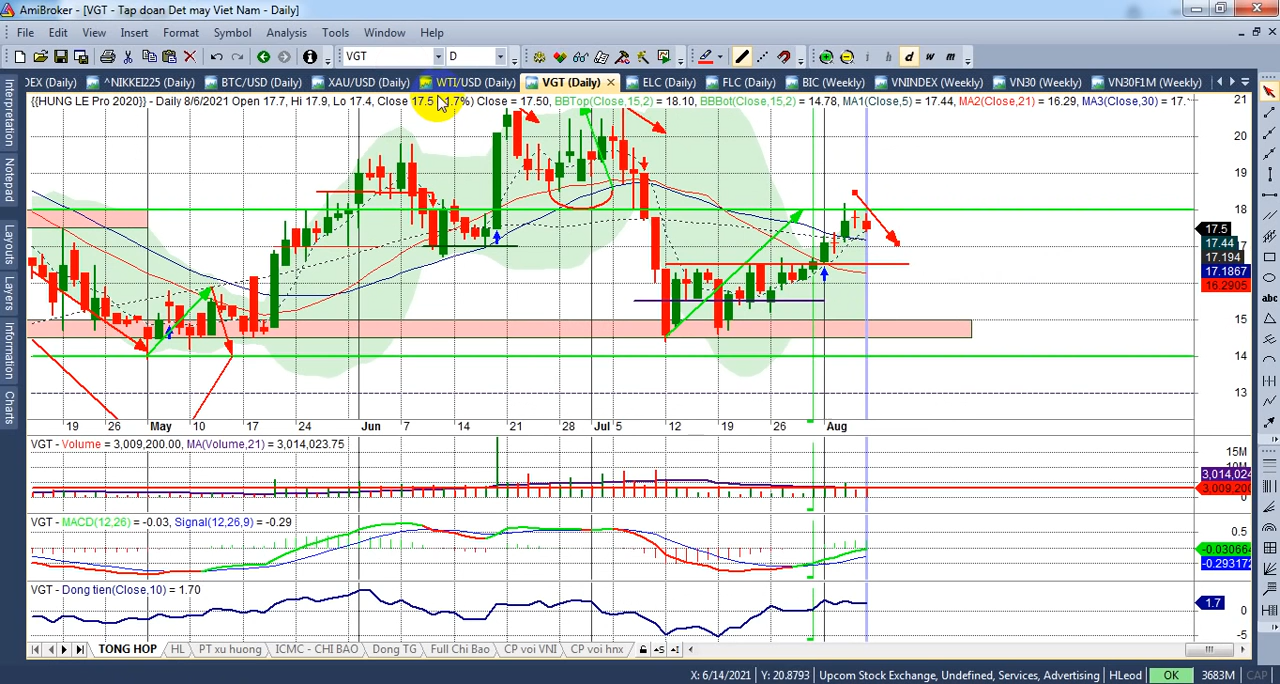 AmiBroker - [VGT - Tap doan Det may Viet Nam - Daily]
File Edit View Insert Format Symbol Analysis Tools Window Help
VGT D i h d w m
DEX (Daily) ^NIKKEI225 (Daily) BTC/USD (Daily) XAU/USD (Daily) WTI/USD (Daily) VGT (Daily) ELC (Daily) FLC (Daily) BIC (Weekly) VNINDEX (Weekly) VN30 (Weekly) VN30F1M (Weekly)
{{HUNG LE Pro 2020}} - Daily 8/6/2021 Open 17.7, Hi 17.9, Lo 17.4, Close 17.5 Close = 17.50, BBTop(Close,15,2) = 18.10, BBBot(Close,15,2) = 14.78, MA1(Close,5) = 17.44, MA2(Close,21) = 16.29, MA3(Close,30) =
Interpretation
Notepad
Layouts
Layers
Information
Charts
21
20
19
18
17.5
17.44
17.194
17.1867
16.2905
15
14
13
19 26 May 10 17 24 Jun 7 14 21 28 Jul 5 12 19 26 Aug
VGT - Volume = 3,009,200.00, MA(Volume,21) = 3,014,023.75
15M
10M
3,014,024
3,009,200
0
VGT - MACD(12,26) = -0.03, Signal(12,26,9) = -0.29
0.5
-0.03066
-0.29317
VGT - Dong tien(Close,10) = 1.70
1.7
0
-5
TONG HOP HL PT xu huong ICMC - CHI BAO Dong TG Full Chi Bao CP voi VNI CP voi hnx
X: 6/14/2021 Y: 20.8793 Upcom Stock Exchange, Undefined, Services, Advertising HLeod OK 3683M CAP
abc